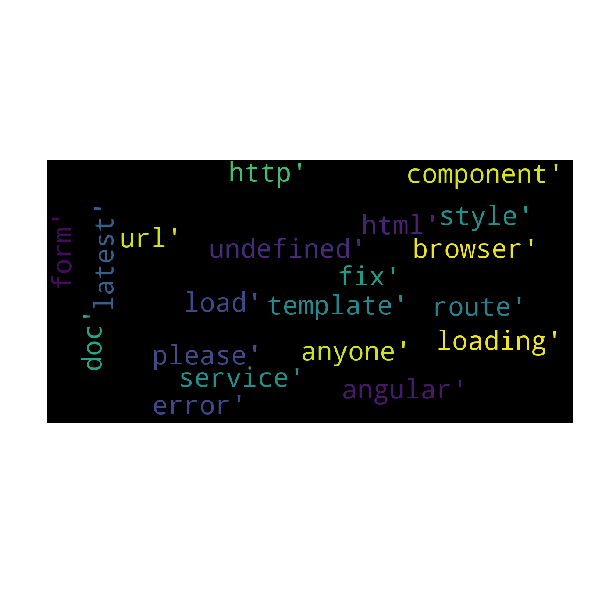 http'
component'
form'
latest'
url'
html'
style'
undefined'
browser'
fix'
load'
template'
route'
doc'
please'
anyone'
loading'
service'
angular'
error'